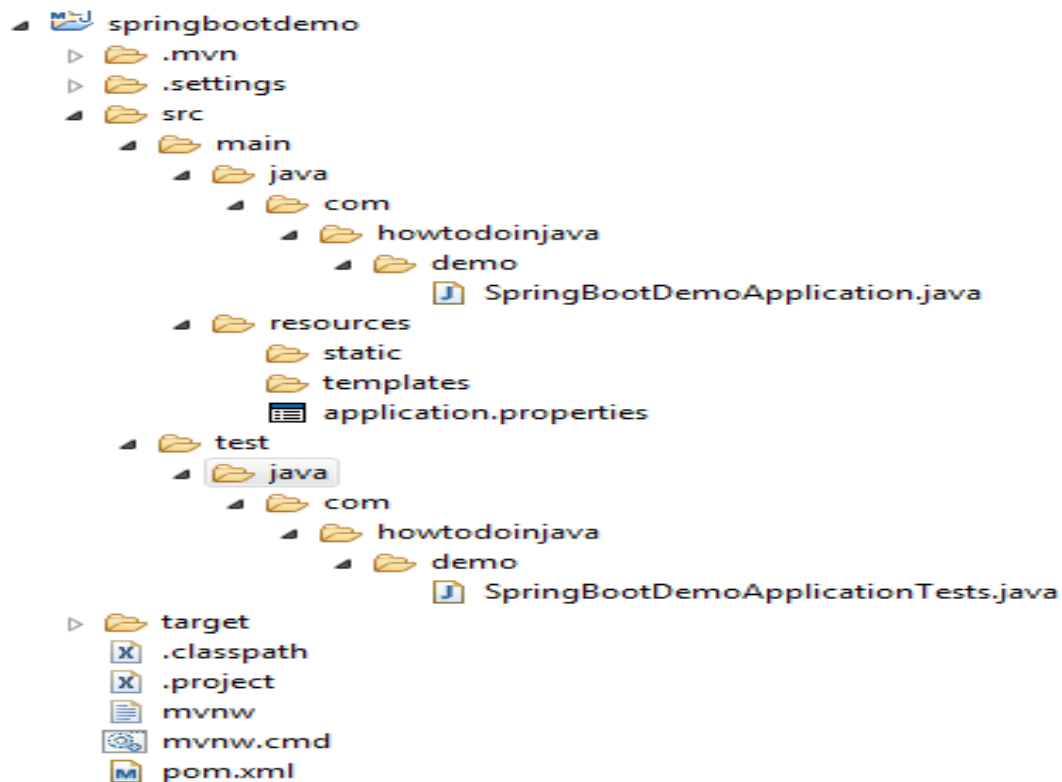 springbootdemo
.mvn
.settings
src
main
java
com
howtodoinjava
demo
SpringBootDemoApplication.java
resources
static
templates
application.properties
test
java
com
howtodoinjava
demo
SpringBootDemoApplicationTests.java
target
.classpath
.project
mvnw
mvnw.cmd
pom.xml